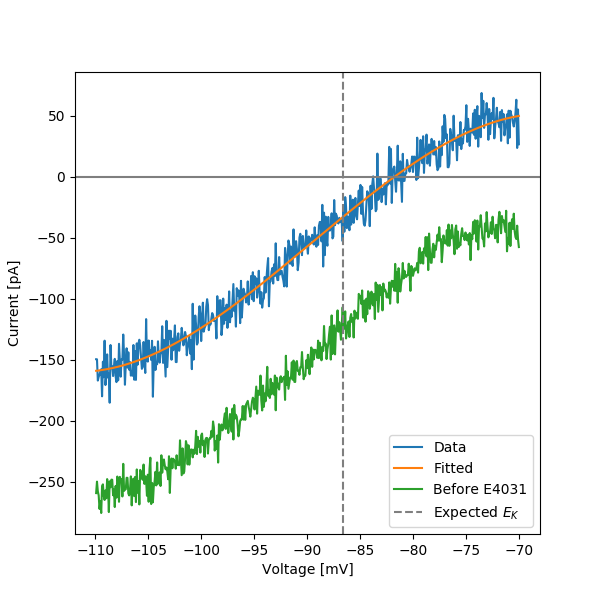 50
0
−50
−100
−150
−200
−250
Current [pA]
−110
−105
−100
−95
−90
−85
−80
−75
−70
Voltage [mV]
Data
Fitted
Before E4031
Expected E_K